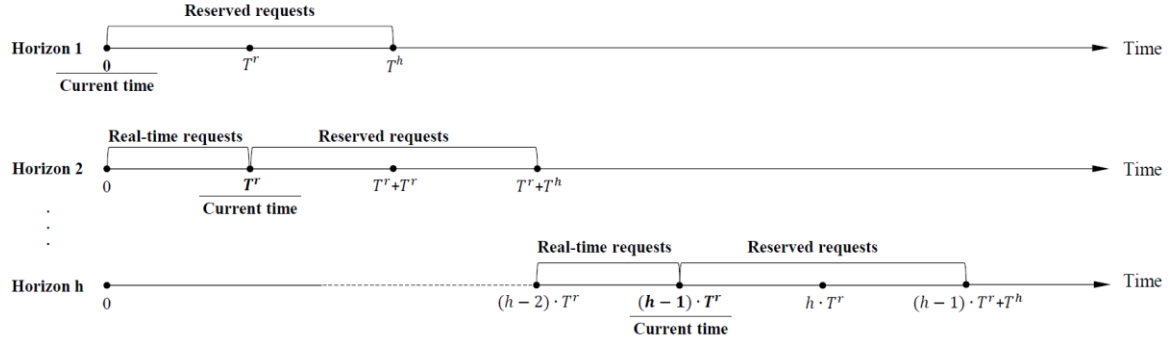 Reserved requests
Horizon 1
Time
0
T^r
T^h
Current time
Real-time requests Reserved requests
Horizon 2
Time
0
T^r
T^r+T^r
T^r+T^h
Current time
.
.
.
Real-time requests Reserved requests
Horizon h
Time
0
(h−2)·T^r
(h−1)·T^r
h·T^r
(h−1)·T^r+T^h
Current time